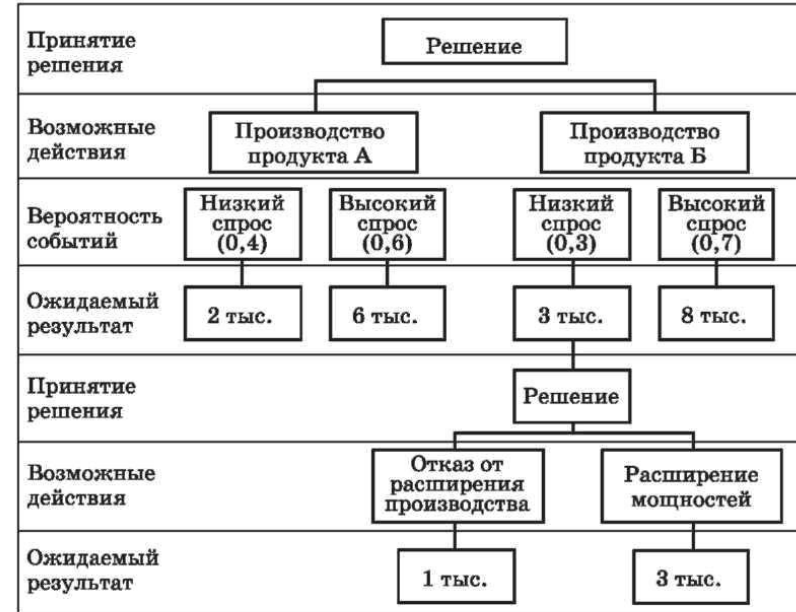 Принятие
решения
Решение
Возможные
действия
Производство
продукта А
Производство
продукта Б
Вероятность
событий
Низкий
спрос
(0,4)
Высокий
спрос
(0,6)
Низкий
спрос
(0,3)
Высокий
спрос
(0,7)
Ожидаемый
результат
2 тыс.
6 тыс.
3 тыс.
8 тыс.
Принятие
решения
Решение
Возможные
действия
Отказ от
расширения
производства
Расширение
мощностей
Ожидаемый
результат
1 тыс.
3 тыс.